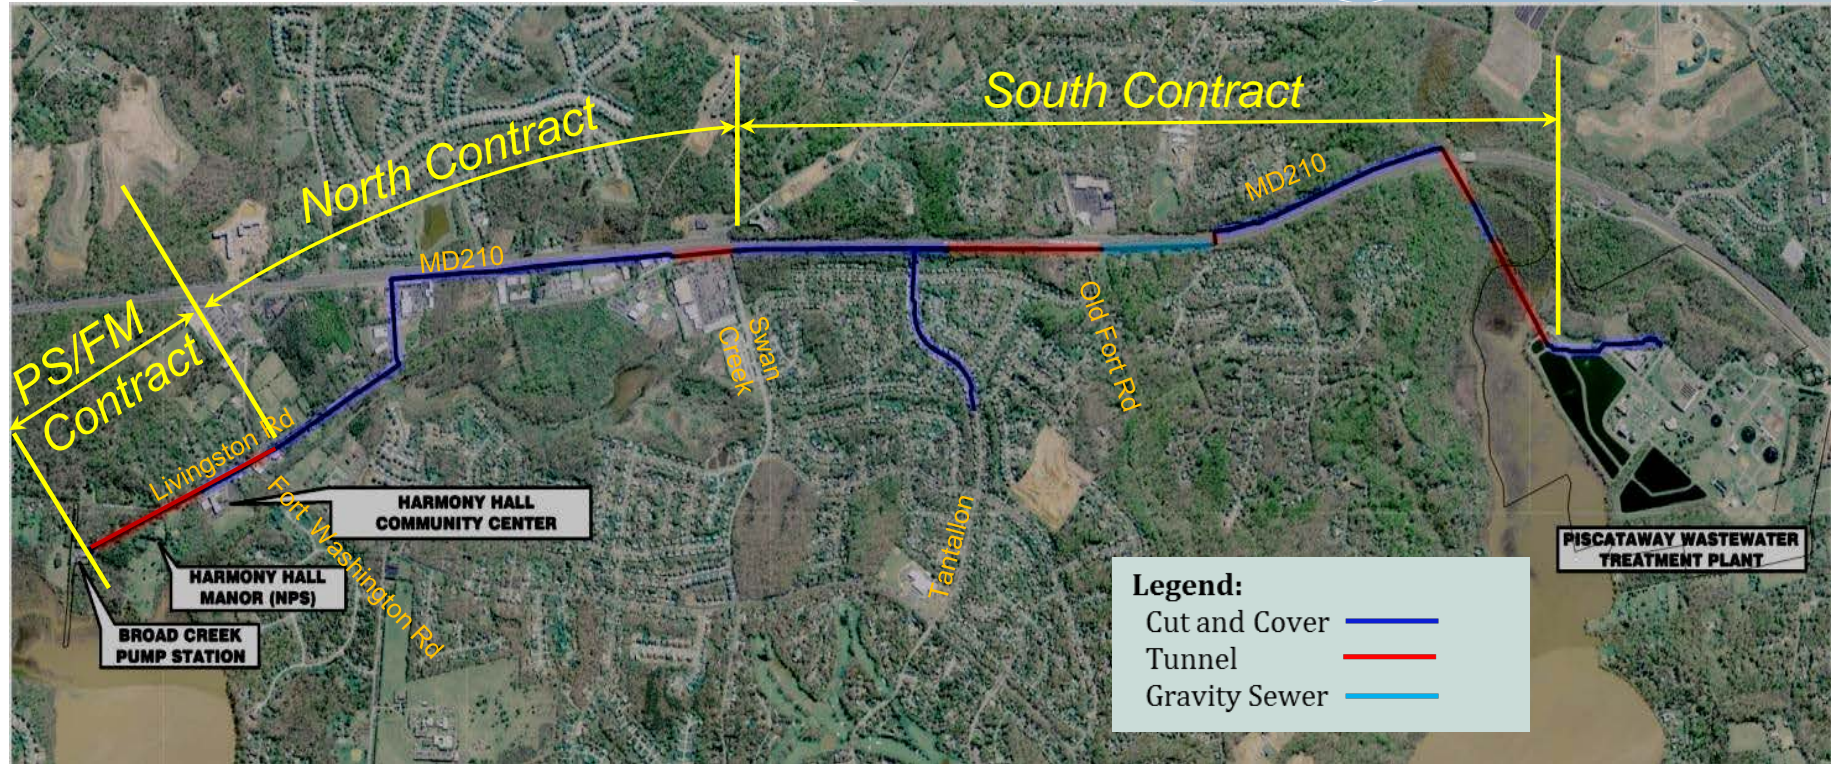 South Contract
North Contract
MD210
MD210
PS/FM
Contract
Swan
Creek
Old Fort Rd
Livingston Rd
HARMONY HALL
COMMUNITY CENTER
Fort Washington Rd
Tantallon
PISCATAWAY WASTEWATER
TREATMENT PLANT
HARMONY HALL
MANOR (NPS)
BROAD CREEK
PUMP STATION
Legend:
Cut and Cover
Tunnel
Gravity Sewer